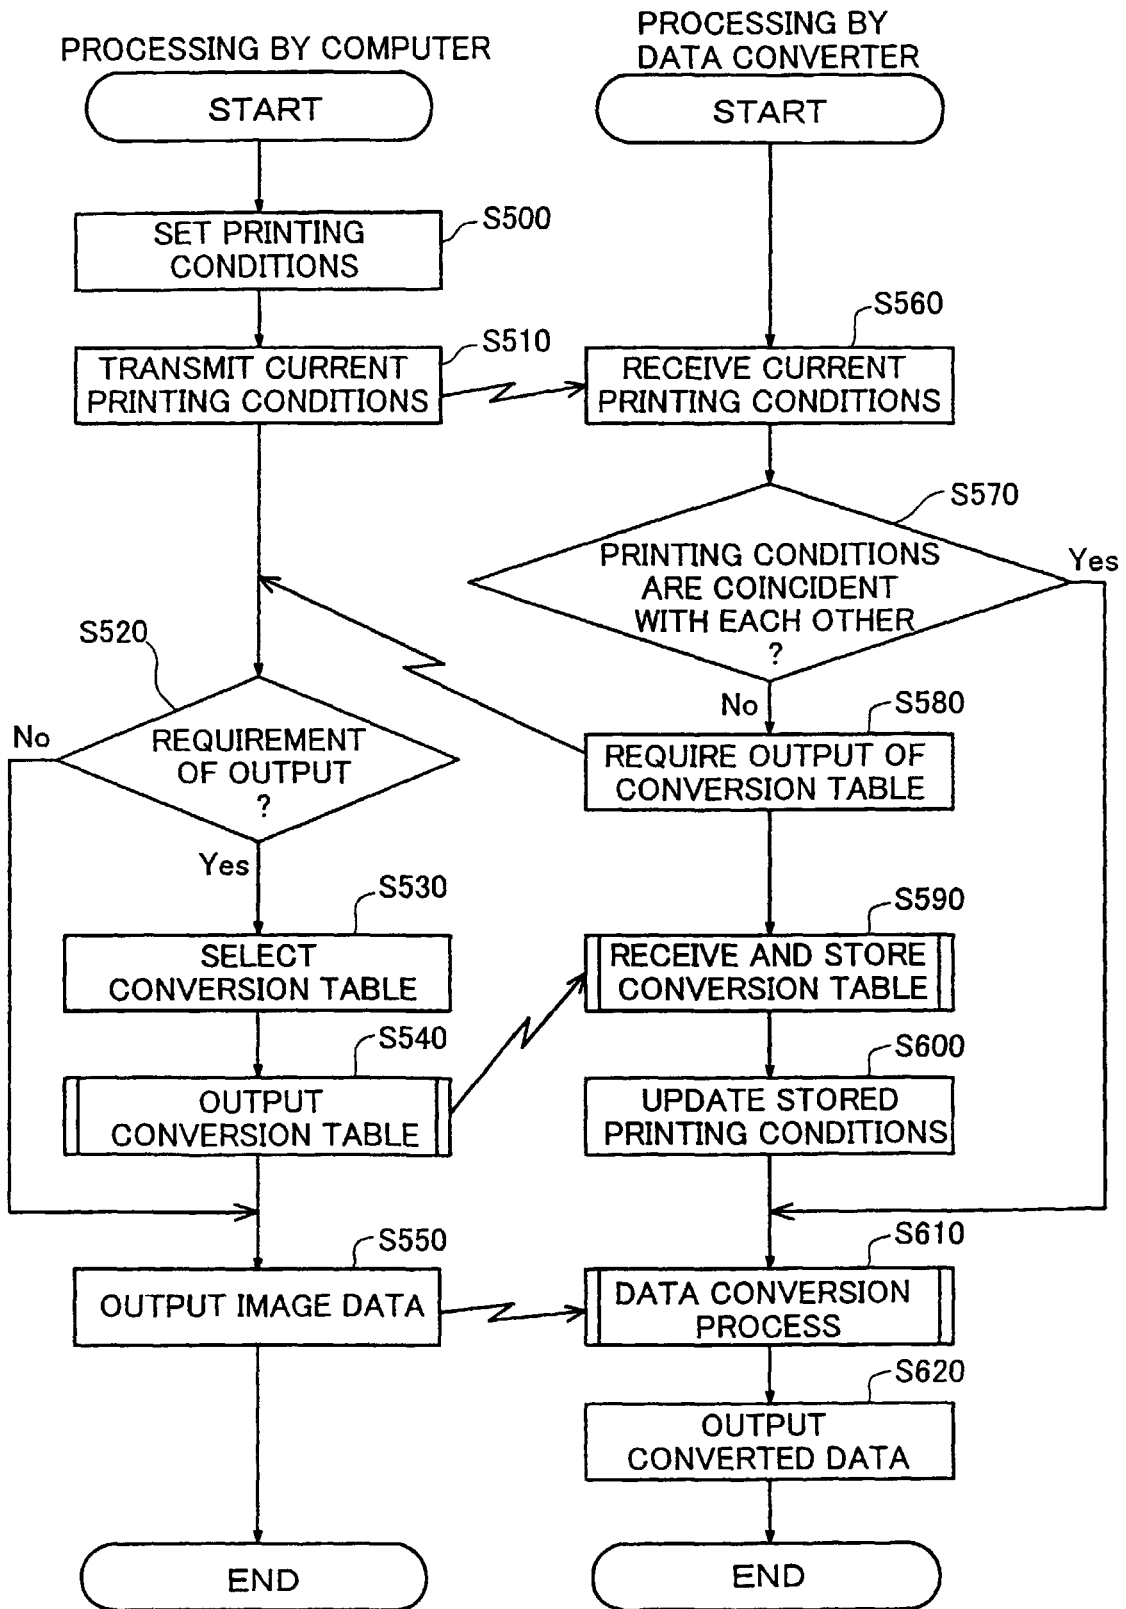 PROCESSING BY COMPUTER
START
S500
SET PRINTING
CONDITIONS
S510
TRANSMIT CURRENT
PRINTING CONDITIONS
S520
No
REQUIREMENT
OF OUTPUT
?
Yes
S530
SELECT
CONVERSION TABLE
S540
OUTPUT
CONVERSION TABLE
S550
OUTPUT IMAGE DATA
END
PROCESSING BY
DATA CONVERTER
START
S560
RECEIVE CURRENT
PRINTING CONDITIONS
S570
PRINTING CONDITIONS
ARE COINCIDENT
WITH EACH OTHER
?
Yes
No
S580
REQUIRE OUTPUT OF
CONVERSION TABLE
S590
RECEIVE AND STORE
CONVERSION TABLE
S600
UPDATE STORED
PRINTING CONDITIONS
S610
DATA CONVERSION
PROCESS
S620
OUTPUT
CONVERTED DATA
END